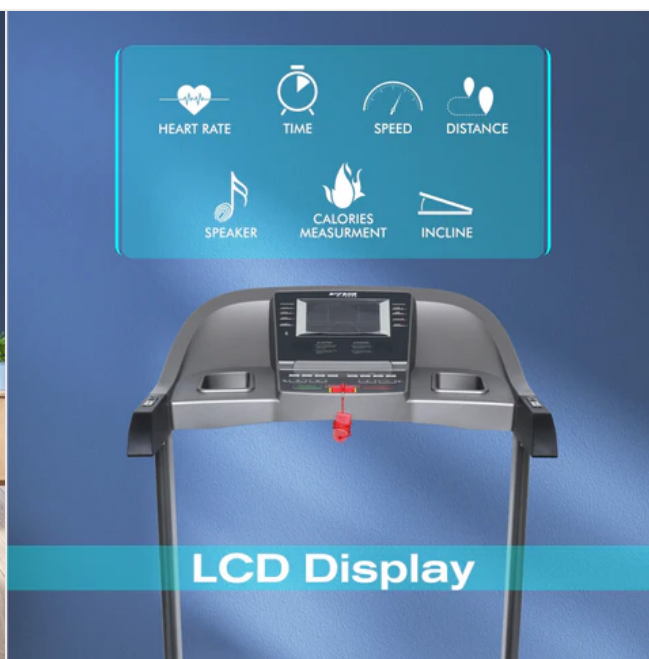 HEART RATE
TIME
SPEED
DISTANCE
SPEAKER
CALORIES
MEASURMENT
INCLINE
LCD Display